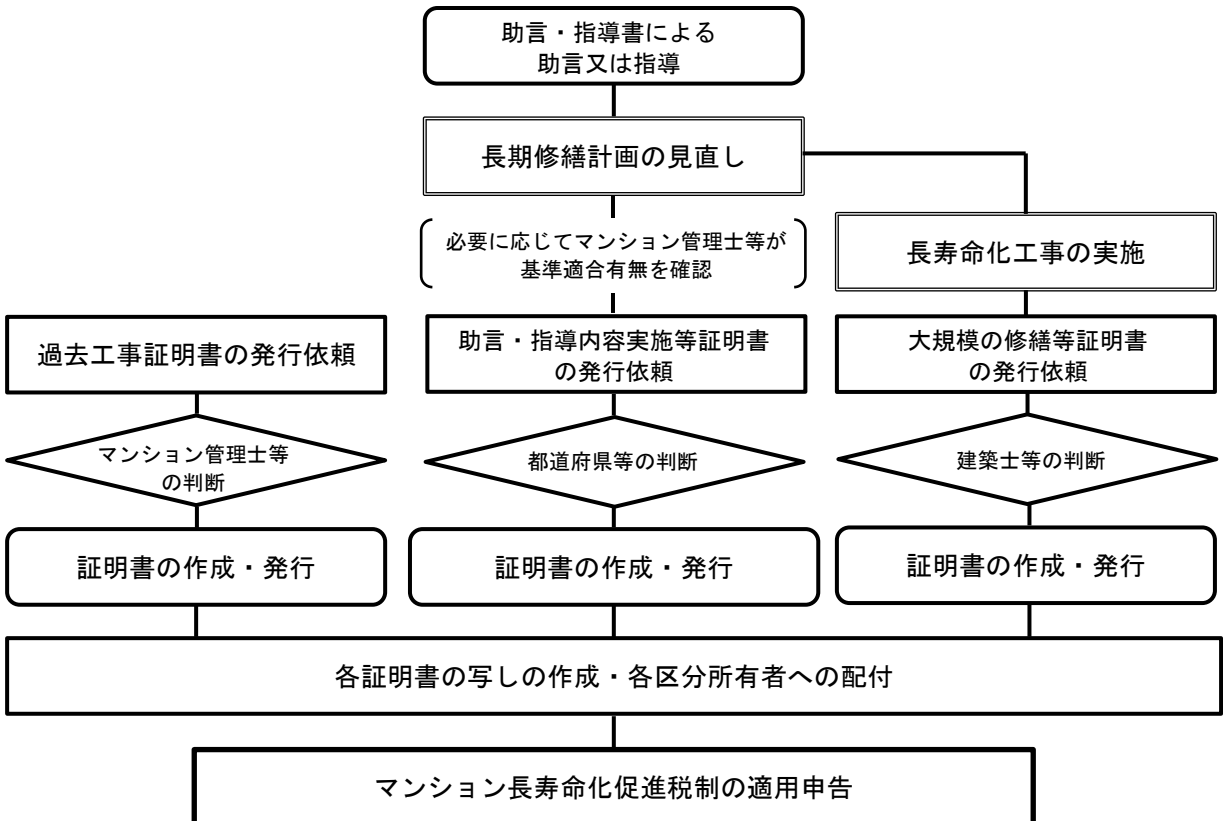 助言・指導書による
助言又は指導
長期修繕計画の見直し
必要に応じてマンション管理士等が
基準適合有無を確認
長寿命化工事の実施
過去工事証明書の発行依頼
助言・指導内容実施等証明書
の発行依頼
大規模の修繕等証明書
の発行依頼
マンション管理士等
の判断
都道府県等の判断
建築士等の判断
証明書の作成・発行
証明書の作成・発行
証明書の作成・発行
各証明書の写しの作成・各区分所有者への配付
マンション長寿命化促進税制の適用申告